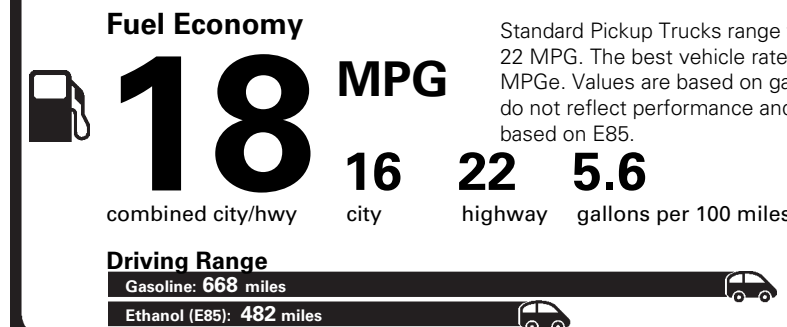 Fuel Economy
18 MPG
Standard Pickup Trucks range
22 MPG. The best vehicle rate
MPGe. Values are based on ga
do not reflect performance and
based on E85.
16 22 5.6
combined city/hwy city highway gallons per 100 miles
Driving Range
Gasoline: 668 miles
Ethanol (E85): 482 miles